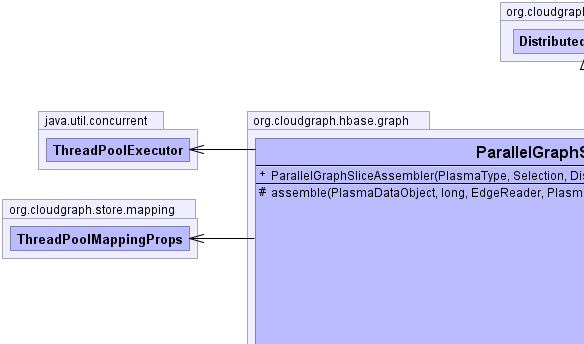 org.cloudgraph
Distributed
java.util.concurrent
ThreadPoolExecutor
org.cloudgraph.hbase.graph
ParallelGraphSl
+ ParallelGraphSliceAssembler(PlasmaType, Selection, Dis
# assemble(PlasmaDataObject, long, EdgeReader, Plasm
org.cloudgraph.store.mapping
ThreadPoolMappingProps